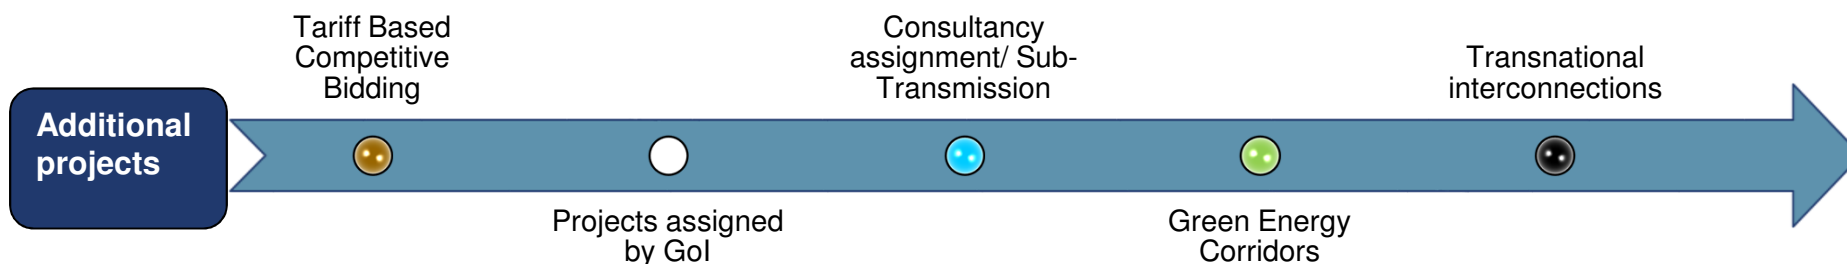 Additional
projects
Tariff Based
Competitive
Bidding
Projects assigned
by GoI
Consultancy
assignment/ Sub-
Transmission
Green Energy
Corridors
Transnational
interconnections